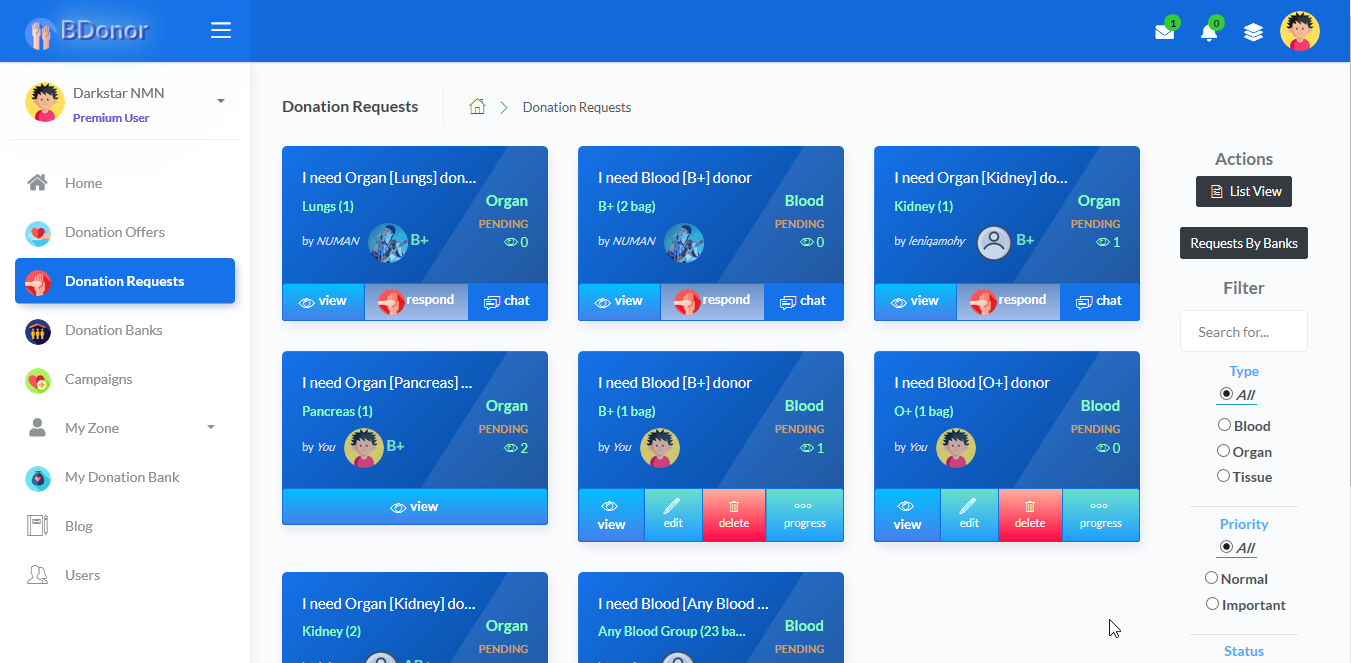 BDonor
1
0
Darkstar NMN
Premium User
Home
Donation Offers
Donation Requests
Donation Banks
Campaigns
My Zone
My Donation Bank
Blog
Users
Donation Requests
Donation Requests
I need Organ [Lungs] don...
Organ
Lungs (1)
PENDING
by NUMAN
B+
0
view
respond
chat
I need Blood [B+] donor
Blood
B+ (2 bag)
PENDING
by NUMAN
0
view
respond
chat
I need Organ [Kidney] do...
Organ
Kidney (1)
PENDING
by leniqamohy
B+
1
view
respond
chat
I need Organ [Pancreas] ...
Organ
Pancreas (1)
PENDING
by You
B+
2
view
I need Blood [B+] donor
Blood
B+ (1 bag)
PENDING
by You
1
view
edit
delete
progress
I need Blood [O+] donor
Blood
O+ (1 bag)
PENDING
by You
0
view
edit
delete
progress
I need Organ [Kidney] do...
Organ
Kidney (2)
PENDING
I need Blood [Any Blood ...
Blood
Any Blood Group (23 ba...
PENDING
Actions
List View
Requests By Banks
Filter
Search for...
Type
All
Blood
Organ
Tissue
Priority
All
Normal
Important
Status